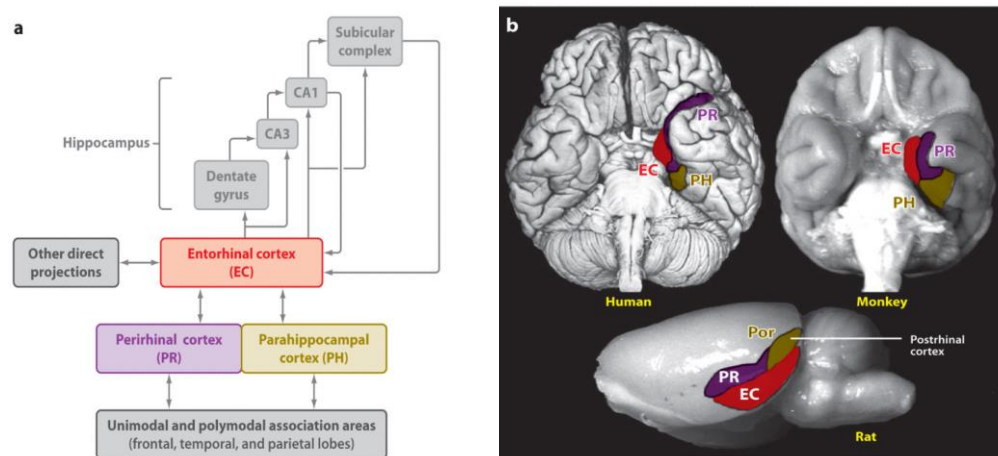 a
Subicular
complex
CA1
Hippocampus
CA3
Dentate
gyrus
Other direct
projections
Entorhinal cortex
(EC)
Perirhinal cortex
(PR)
Parahippocampal
cortex (PH)
Unimodal and polymodal association areas
(frontal, temporal, and parietal lobes)
b
PR
EC
PH
Human
EC
PR
PH
Monkey
Por
Postrhinal
cortex
PR
EC
Rat